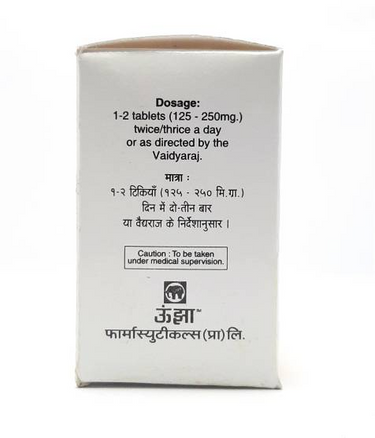 Dosage:
1-2 tablets (125 - 250mg.)
twice/thrice a day
or as directed by the
Vaidyaraj.
मात्रा :
१-२ टिकियाँ (१२५ - २५० मि.ग्रा.)
दिन में दो-तीन बार
या वैद्यराज के निर्देशानुसार ।
Caution : To be taken
under medical supervision.
ऊंझा™
फार्मास्युटीकल्स (प्रा) लि.